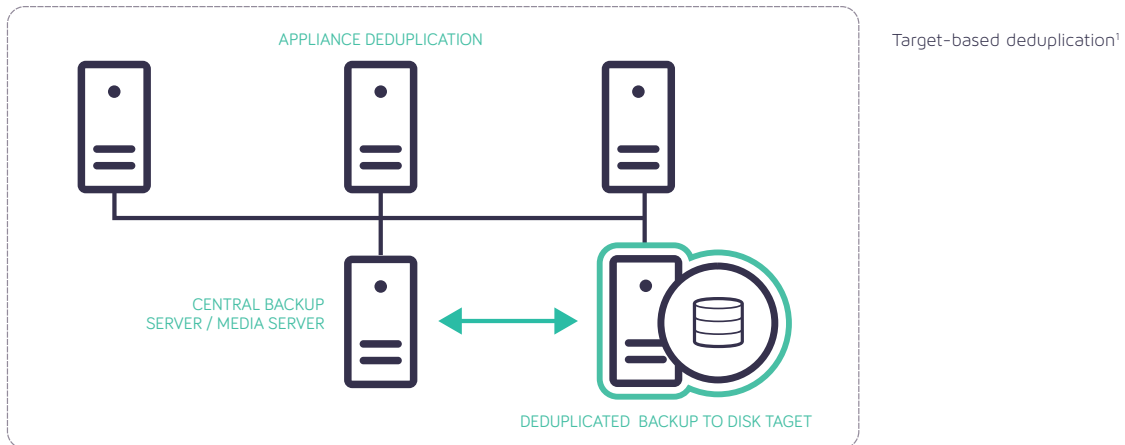 APPLIANCE DEDUPLICATION
Target-based deduplication¹
CENTRAL BACKUP
SERVER / MEDIA SERVER
DEDUPLICATED BACKUP TO DISK TAGET